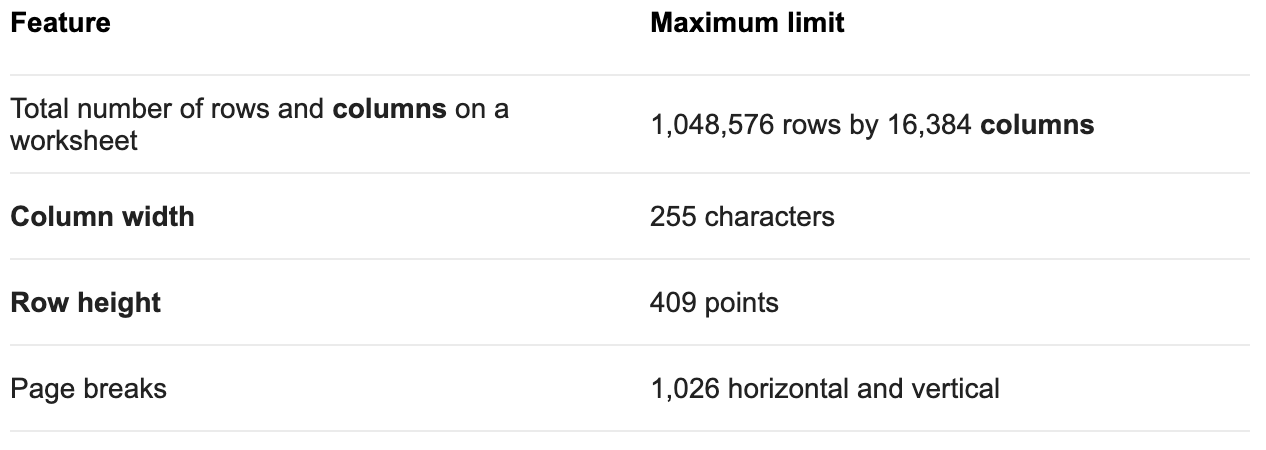 Feature Maximum limit
Total number of rows and columns on a
worksheet
1,048,576 rows by 16,384 columns
Column width 255 characters
Row height 409 points
Page breaks 1,026 horizontal and vertical